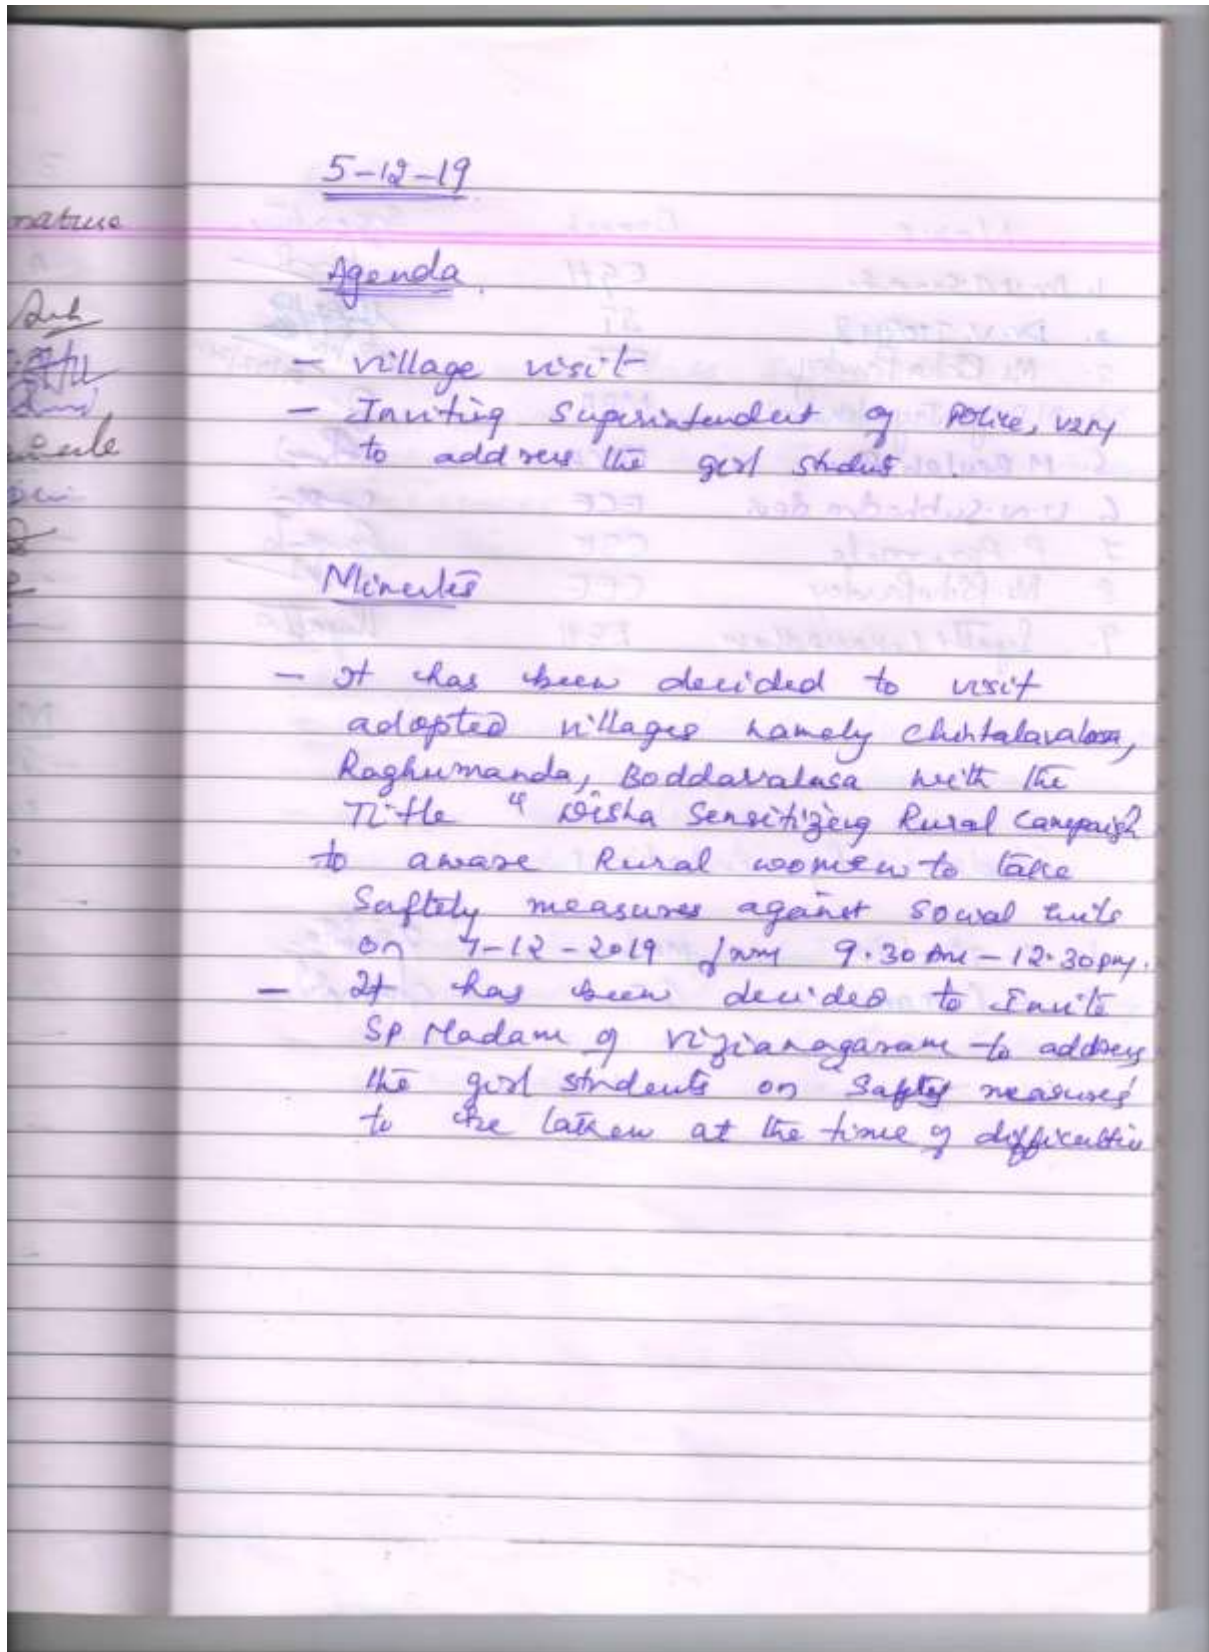 5-12-19
Agenda.
- village visit
- Inviting Superintendent of Police, VZM
to address the girl studnts.
Minutes
- It has been decided to visit
adopted villages namely Chintalavalasa,
Raghumanda, Boddavalasa with the
Title " Disha Sensitizing Rural Campaign"
to aware Rural women to take
Saftely measures against Social evils
on 7-12-2019 from 9.30 AM - 12.30 PM.
- It has been decided to Invite
SP Madam of Vizianagaram to address
the girl students on Safety measures
to be taken at the time of difficulties